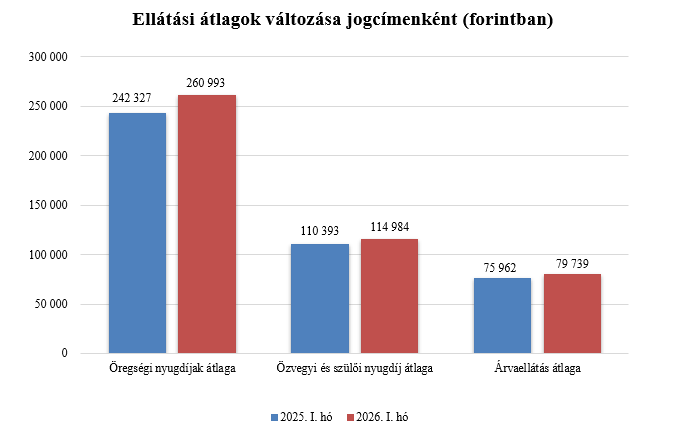 Ellátási átlagok változása jogcímenként (forintban)
300 000
250 000
200 000
150 000
100 000
50 000
0
242 327
260 993
110 393
114 984
75 962
79 739
Öregségi nyugdíjak átlaga
Özvegyi és szülői nyugdíj átlaga
Árvaellátás átlaga
2025. I. hó
2026. I. hó